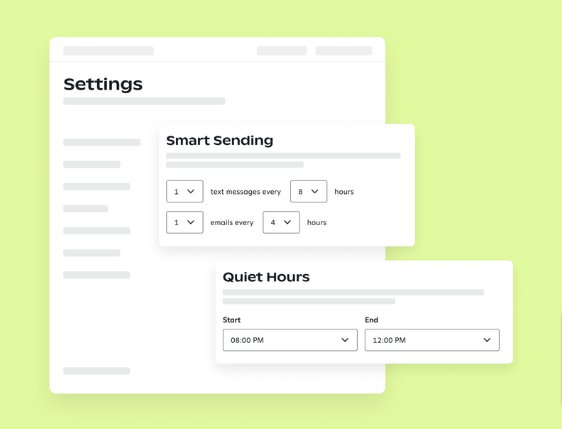 Settings
Smart Sending
1 text messages every 8 hours
1 emails every 4 hours
Quiet Hours
Start End
08:00 PM 12:00 PM